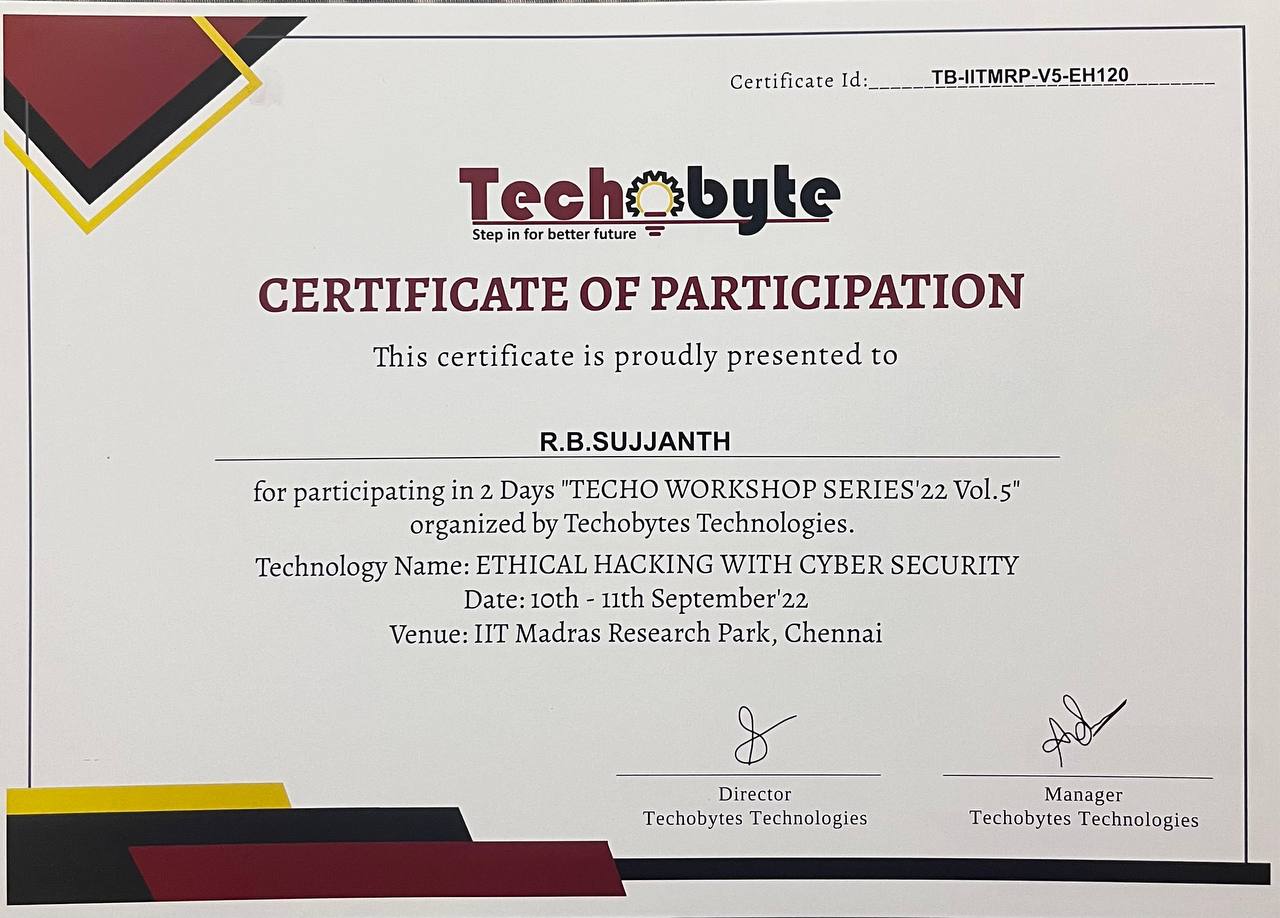 Certificate Id:______TB-IITMRP-V5-EH120________
Techobyte
Step in for better future
CERTIFICATE OF PARTICIPATION
This certificate is proudly presented to
R.B.SUJJANTH
for participating in 2 Days "TECHO WORKSHOP SERIES'22 Vol.5"
organized by Techobytes Technologies.
Technology Name: ETHICAL HACKING WITH CYBER SECURITY
Date: 10th - 11th September'22
Venue: IIT Madras Research Park, Chennai
Director
Techobytes Technologies
Manager
Techobytes Technologies